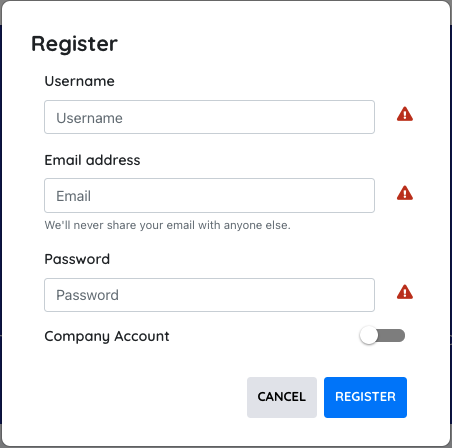 Register
Username
Username
Email address
Email
We'll never share your email with anyone else.
Password
Password
Company Account
CANCEL REGISTER